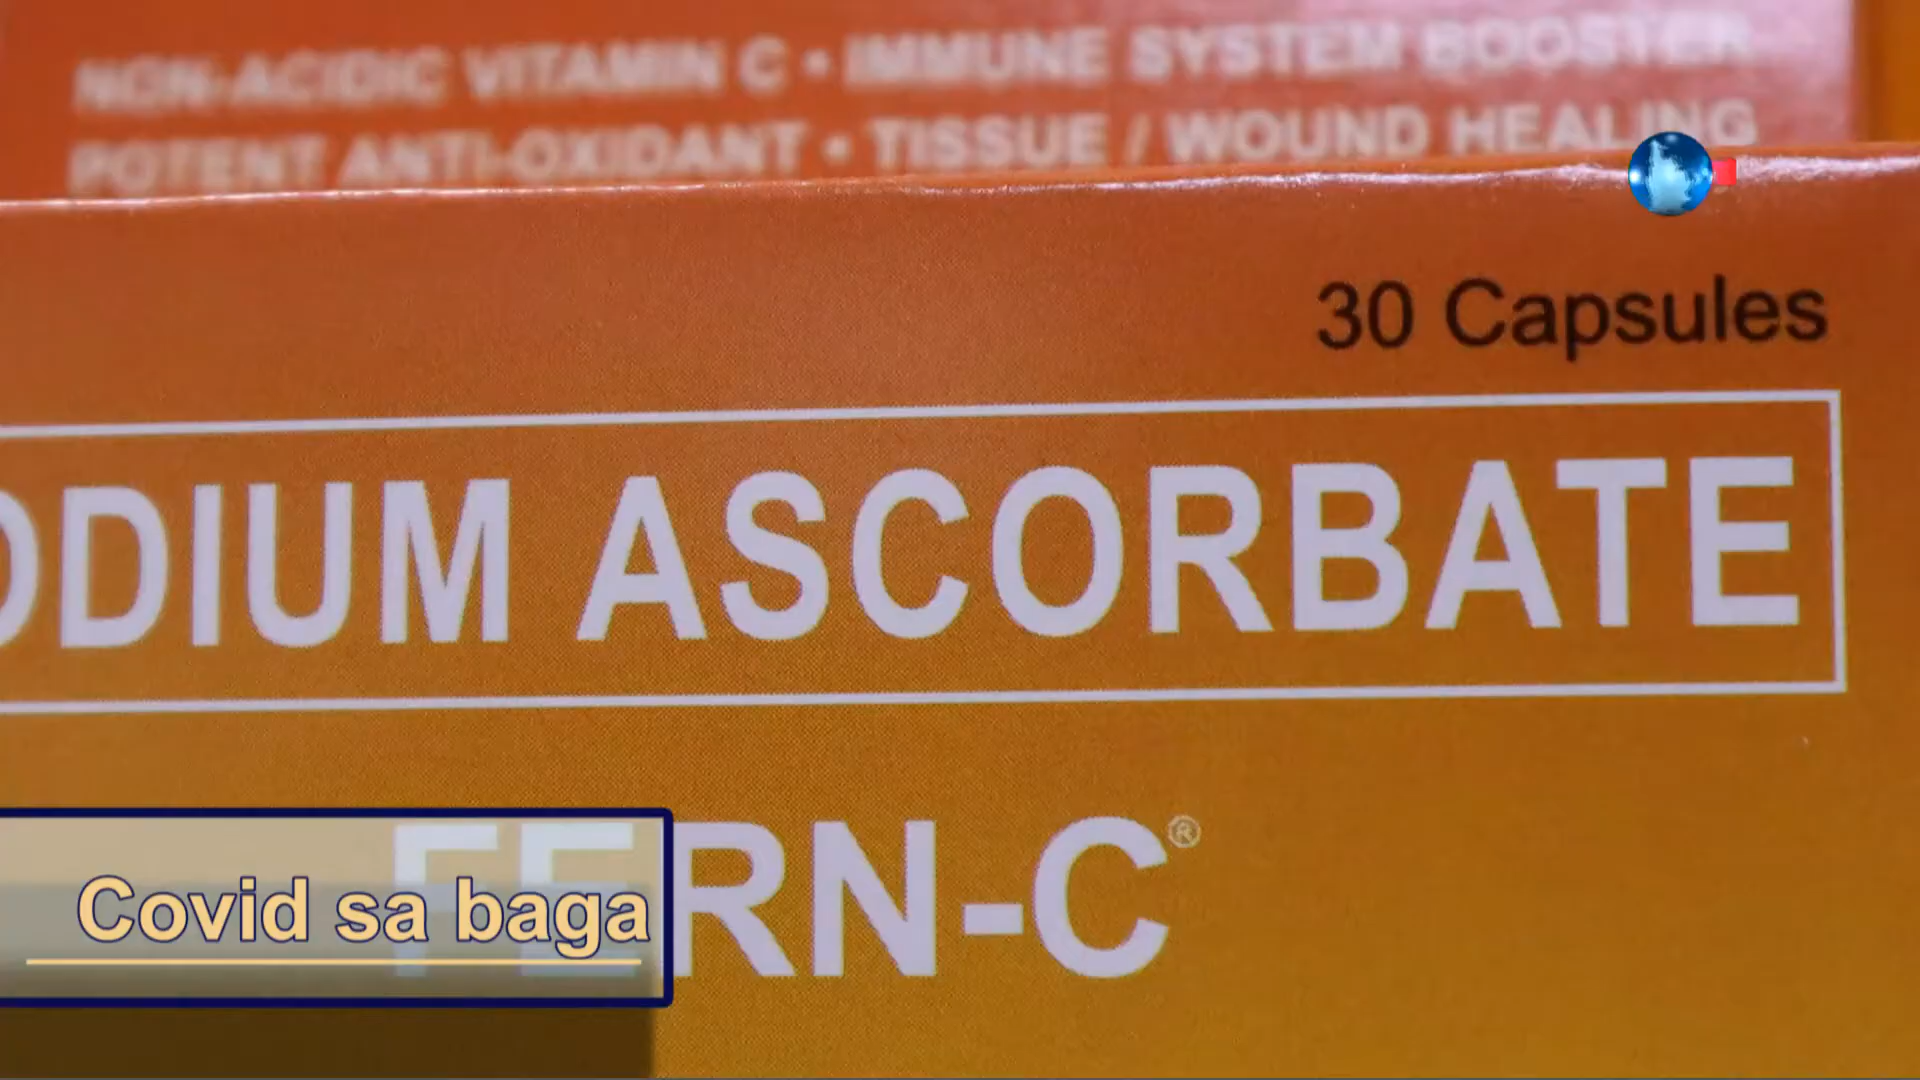 NON-ACIDIC VITAMIN C • IMMUNE SYSTEM BOOSTER
POTENT ANTI-OXIDANT • TISSUE / WOUND HEALING
30 Capsules
ODIUM ASCORBATE
FERN-C®
Covid sa baga